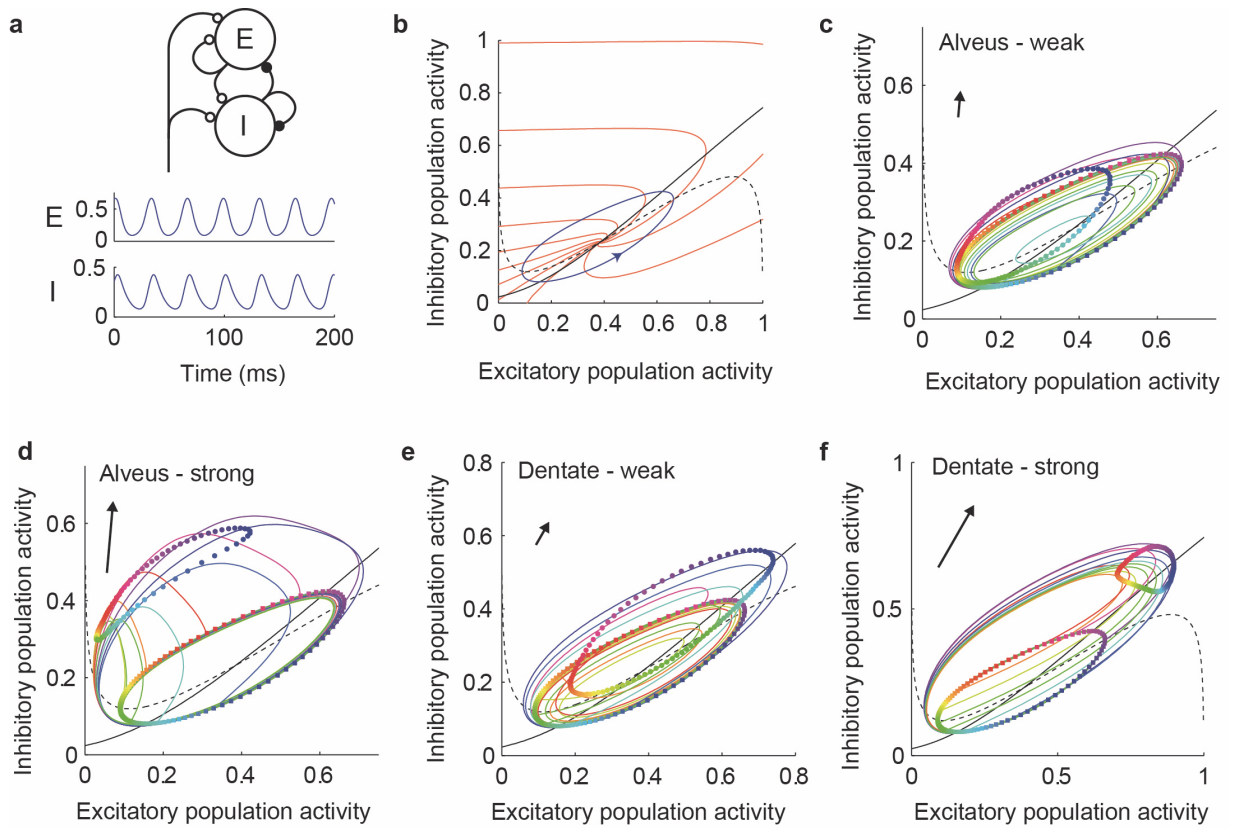 a
E
I
E
0.5
0
I
0.5
0
0
100
200
Time (ms)
b
Inhibitory population activity
1
0.8
0.6
0.4
0.2
0
0
0.2
0.4
0.6
0.8
1
Excitatory population activity
c
Alveus - weak
Inhibitory population activity
0.6
0.4
0.2
0
0
0.2
0.4
0.6
Excitatory population activity
d
Alveus - strong
Inhibitory population activity
0.6
0.4
0.2
0
0
0.2
0.4
0.6
Excitatory population activity
e
Dentate - weak
Inhibitory population activity
0.8
0.6
0.4
0.2
0
0
0.2
0.4
0.6
0.8
Excitatory population activity
f
Dentate - strong
Inhibitory population activity
1
0.5
0
0
0.5
1
Excitatory population activity